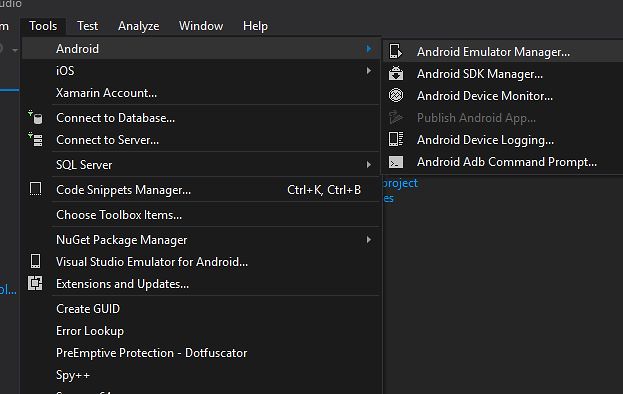 udio
m Tools Test Analyze Window Help
Android
Android Emulator Manager...
iOS
Android SDK Manager...
Xamarin Account...
Android Device Monitor...
Connect to Database...
Publish Android App...
Connect to Server...
Android Device Logging...
SQL Server
Android Adb Command Prompt...
Code Snippets Manager... Ctrl+K, Ctrl+B
project
es
Choose Toolbox Items...
NuGet Package Manager
Visual Studio Emulator for Android...
Extensions and Updates...
ol...
Create GUID
Error Lookup
PreEmptive Protection - Dotfuscator
Spy++